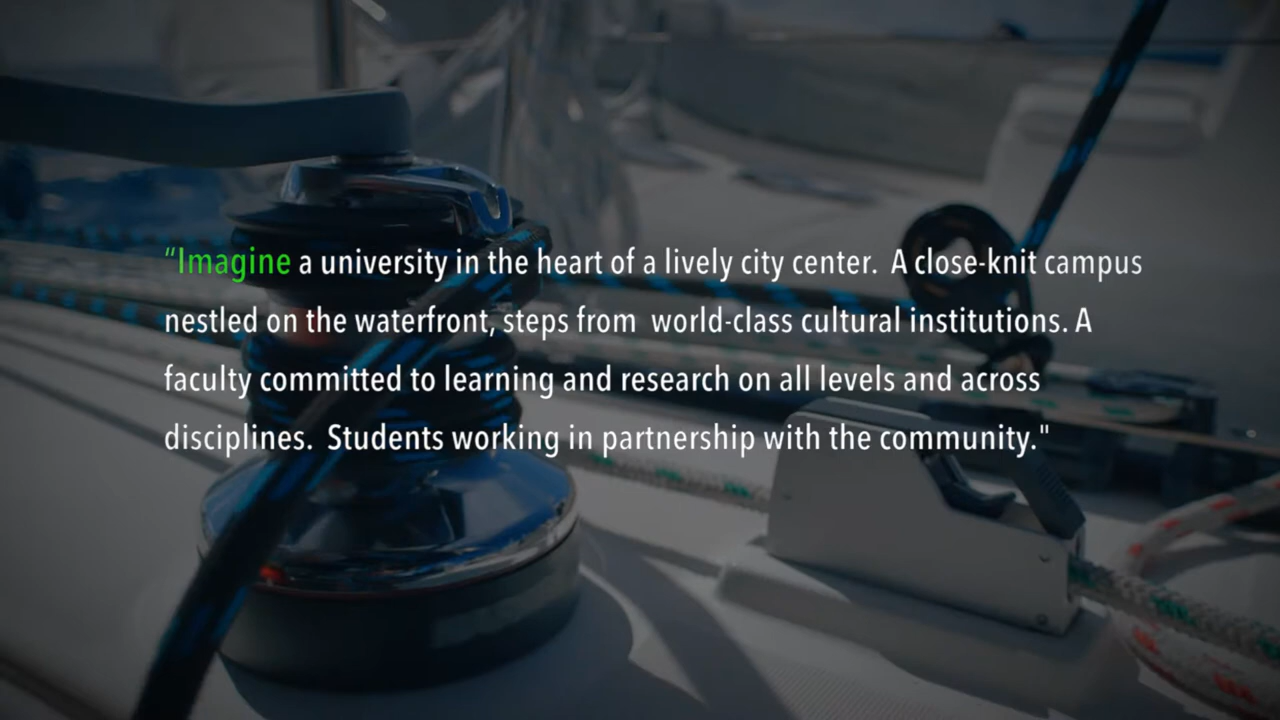 “Imagine a university in the heart of a lively city center. A close-knit campus
nestled on the waterfront, steps from world-class cultural institutions. A
faculty committed to learning and research on all levels and across
disciplines. Students working in partnership with the community."